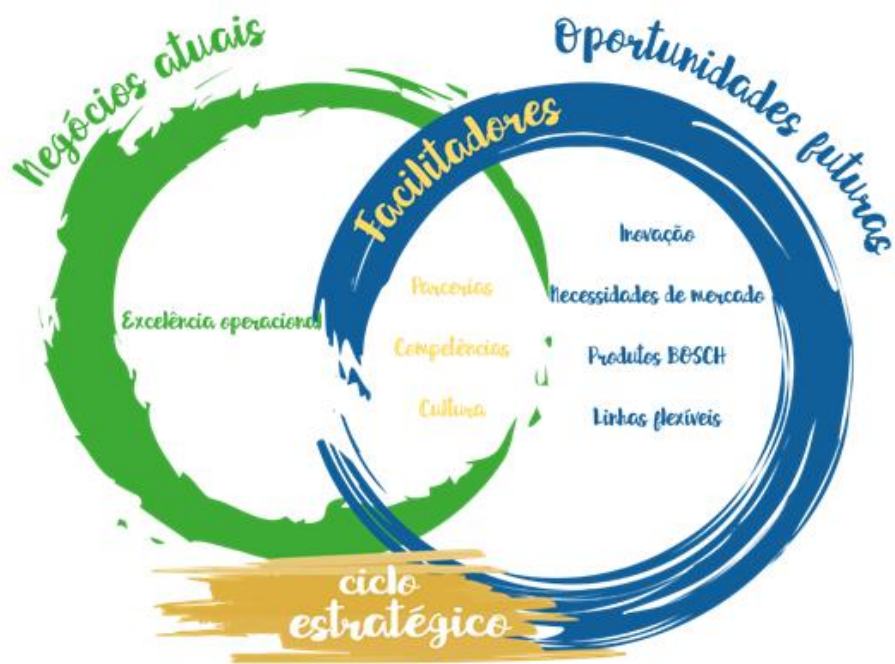 Negócios atuais
Oportunidades futuras
Facilitadores
Excelência operacional
Parcerias
Competências
Cultura
Inovação
Necessidades de mercado
Produtos BOSCH
Linhas flexíveis
ciclo
estratégico